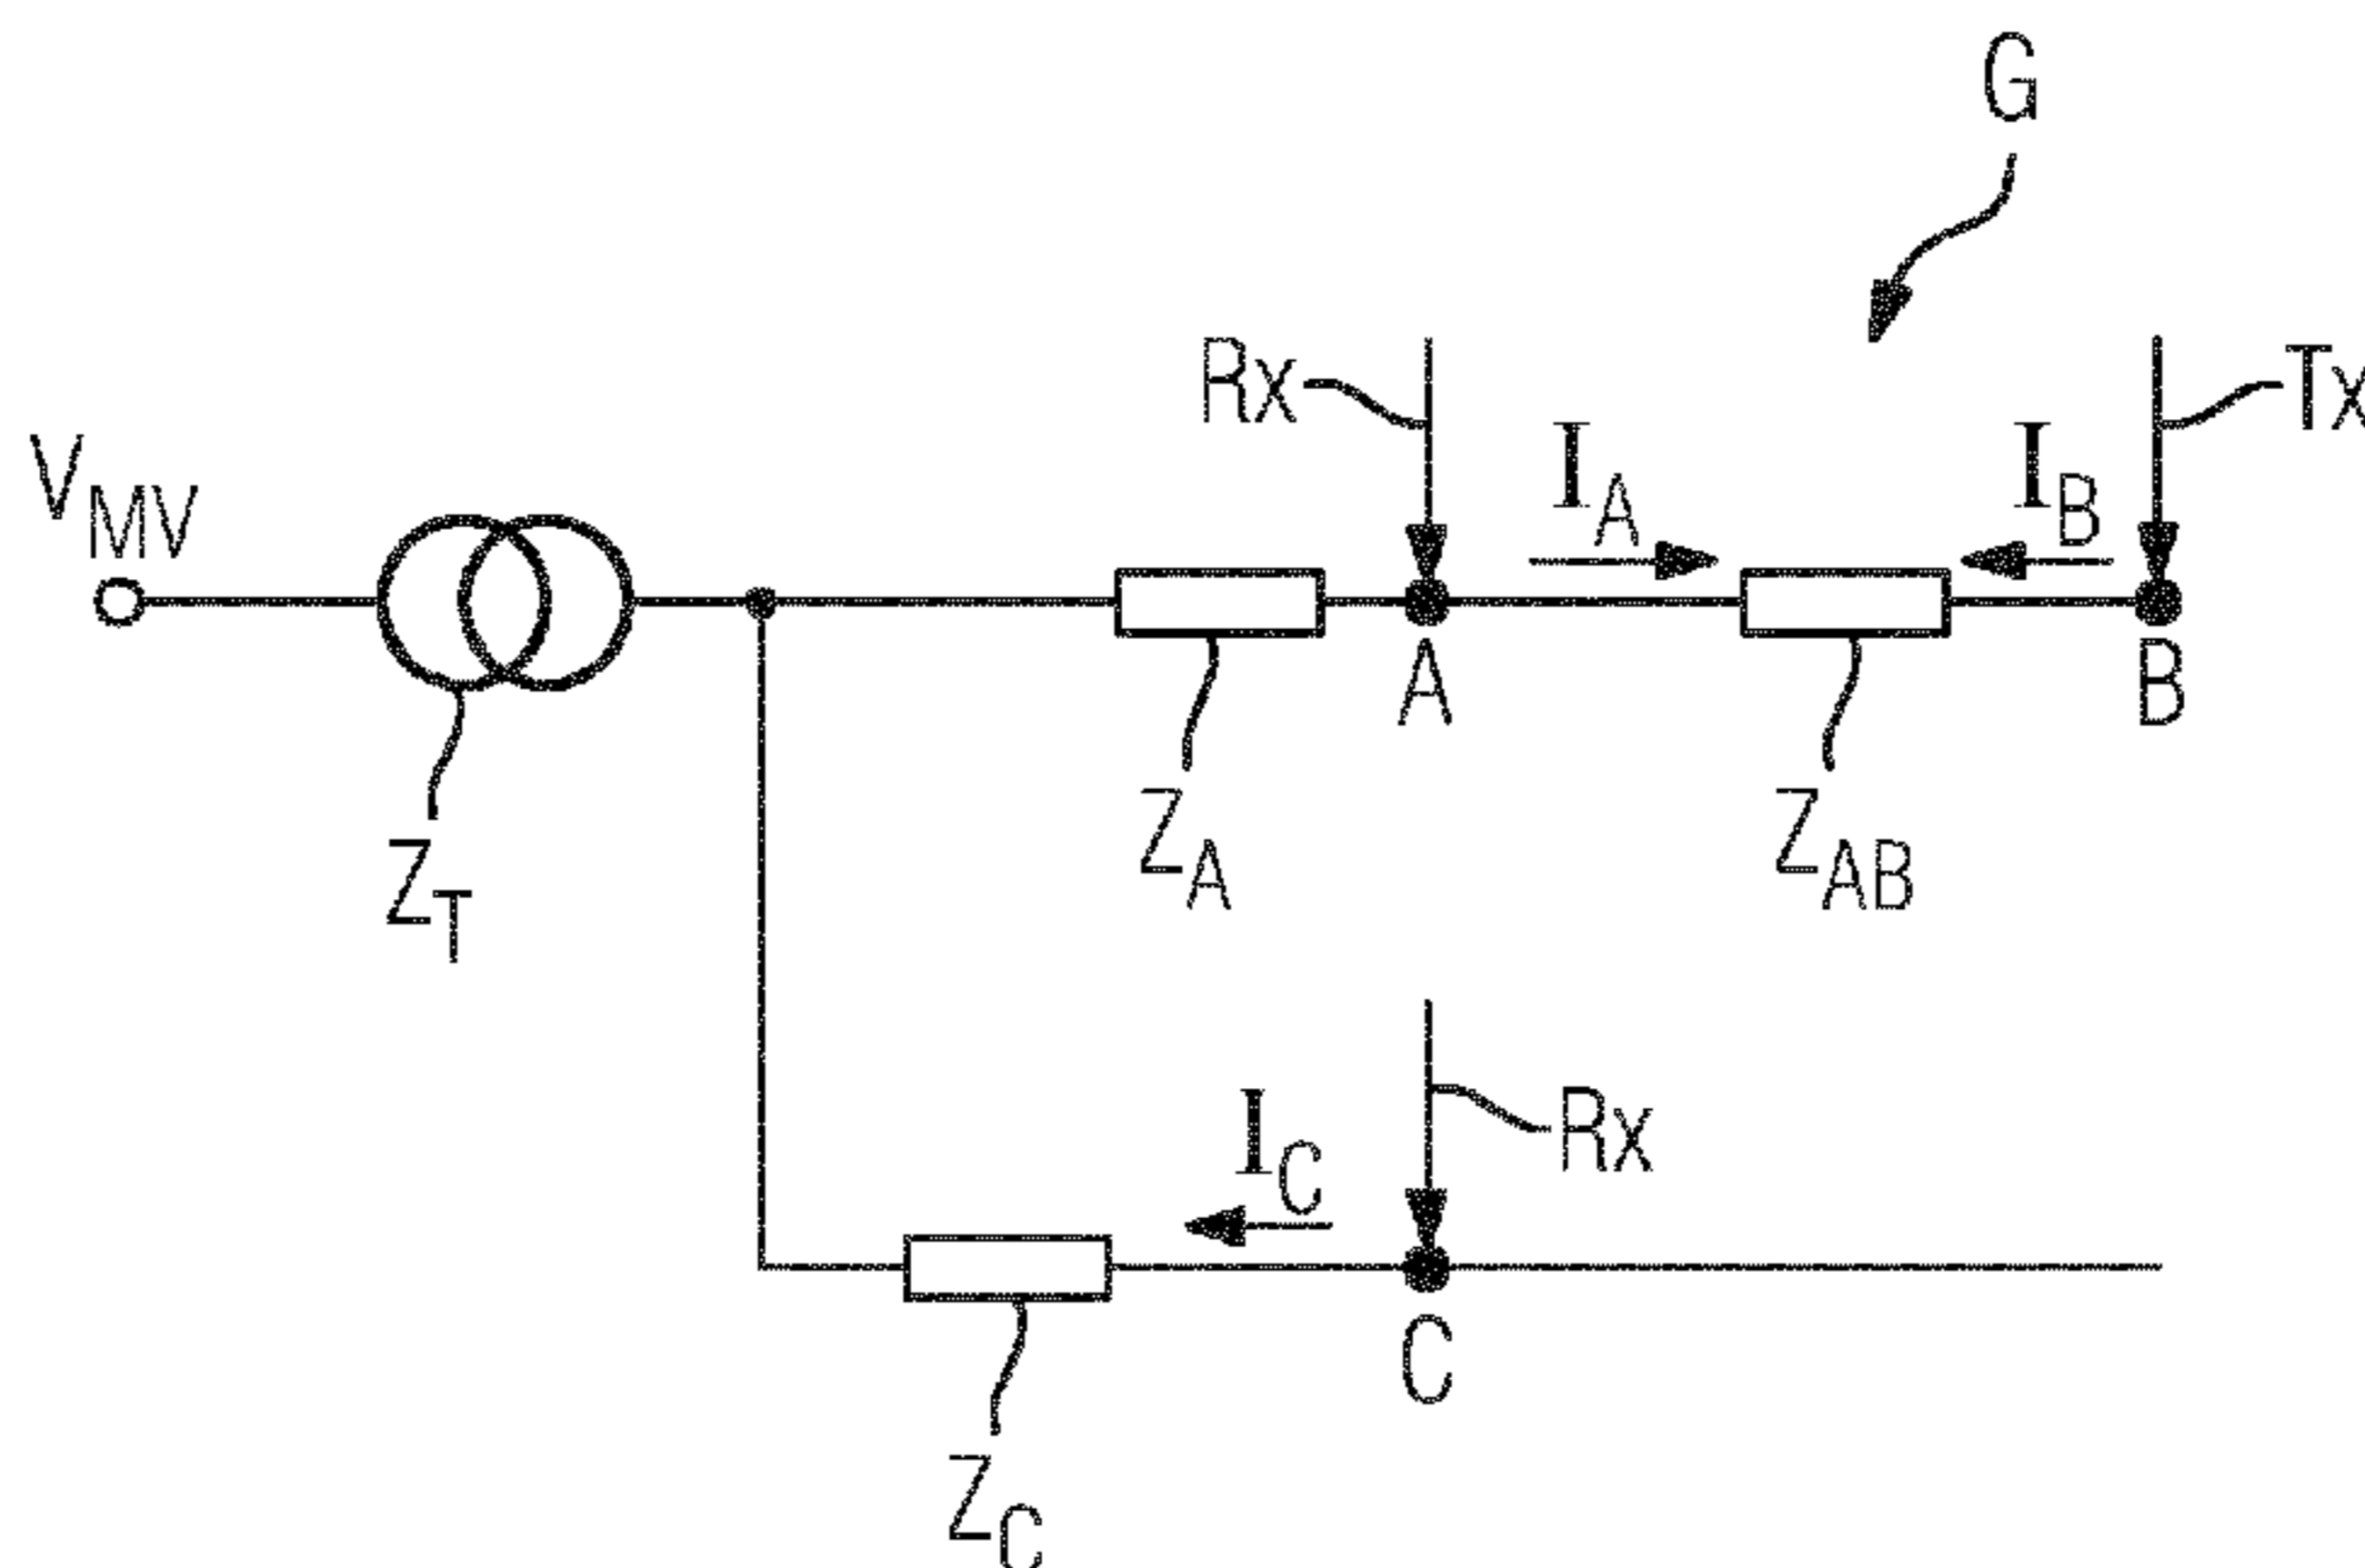 G
Rx
Tx
I_A
I_B
V_MV
A
B
Z_T
Z_A
Z_AB
I_C
Rx
C
Z_C